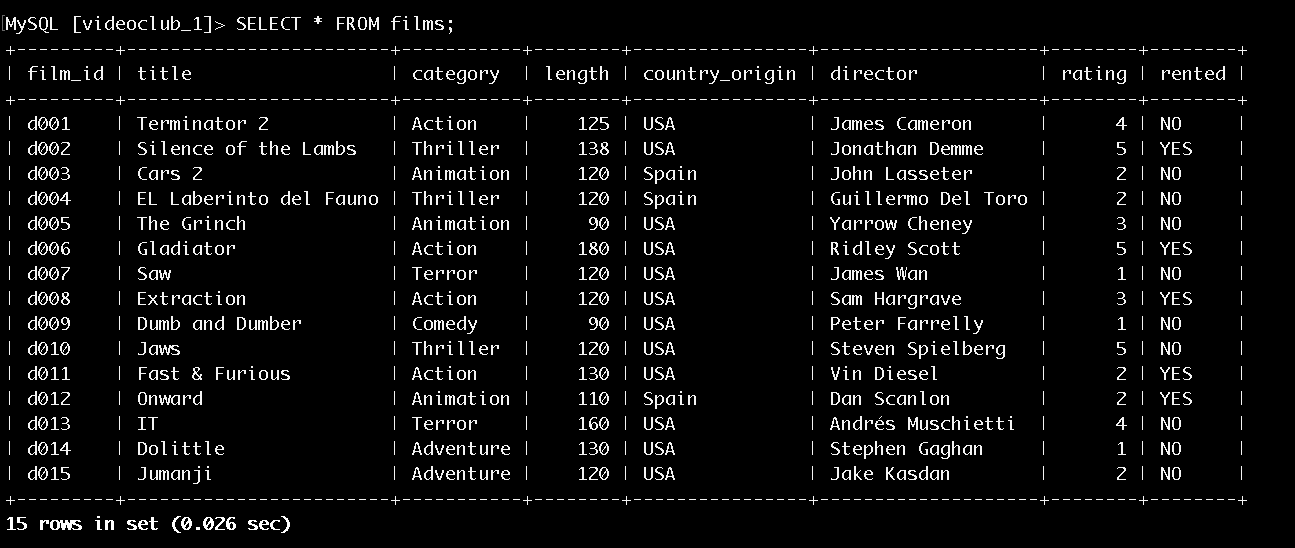 MySQL [videoclub_1]> SELECT * FROM films;
+---------+-------------------------+-----------+--------+----------------+--------------------+--------+--------+
| film_id | title                   | category  | length | country_origin | director           | rating | rented |
+---------+-------------------------+-----------+--------+----------------+--------------------+--------+--------+
| d001    | Terminator 2            | Action    |    125 | USA            | James Cameron      |      4 | NO     |
| d002    | Silence of the Lambs    | Thriller  |    138 | USA            | Jonathan Demme     |      5 | YES    |
| d003    | Cars 2                  | Animation |    120 | Spain          | John Lasseter      |      2 | NO     |
| d004    | EL Laberinto del Fauno | Thriller  |    120 | Spain          | Guillermo Del Toro |      2 | NO     |
| d005    | The Grinch              | Animation |     90 | USA            | Yarrow Cheney      |      3 | NO     |
| d006    | Gladiator               | Action    |    180 | USA            | Ridley Scott       |      5 | YES    |
| d007    | Saw                     | Terror    |    120 | USA            | James Wan          |      1 | NO     |
| d008    | Extraction              | Action    |    120 | USA            | Sam Hargrave       |      3 | YES    |
| d009    | Dumb and Dumber         | Comedy    |     90 | USA            | Peter Farrelly     |      1 | NO     |
| d010    | Jaws                    | Thriller  |    120 | USA            | Steven Spielberg   |      5 | NO     |
| d011    | Fast & Furious          | Action    |    130 | USA            | Vin Diesel         |      2 | YES    |
| d012    | Onward                  | Animation |    110 | Spain          | Dan Scanlon        |      2 | YES    |
| d013    | IT                      | Terror    |    160 | USA            | Andrés Muschietti  |      4 | NO     |
| d014    | Dolittle                | Adventure |    130 | USA            | Stephen Gaghan     |      1 | NO     |
| d015    | Jumanji                 | Adventure |    120 | USA            | Jake Kasdan        |      2 | NO     |
+---------+-------------------------+-----------+--------+----------------+--------------------+--------+--------+
15 rows in set (0.026 sec)